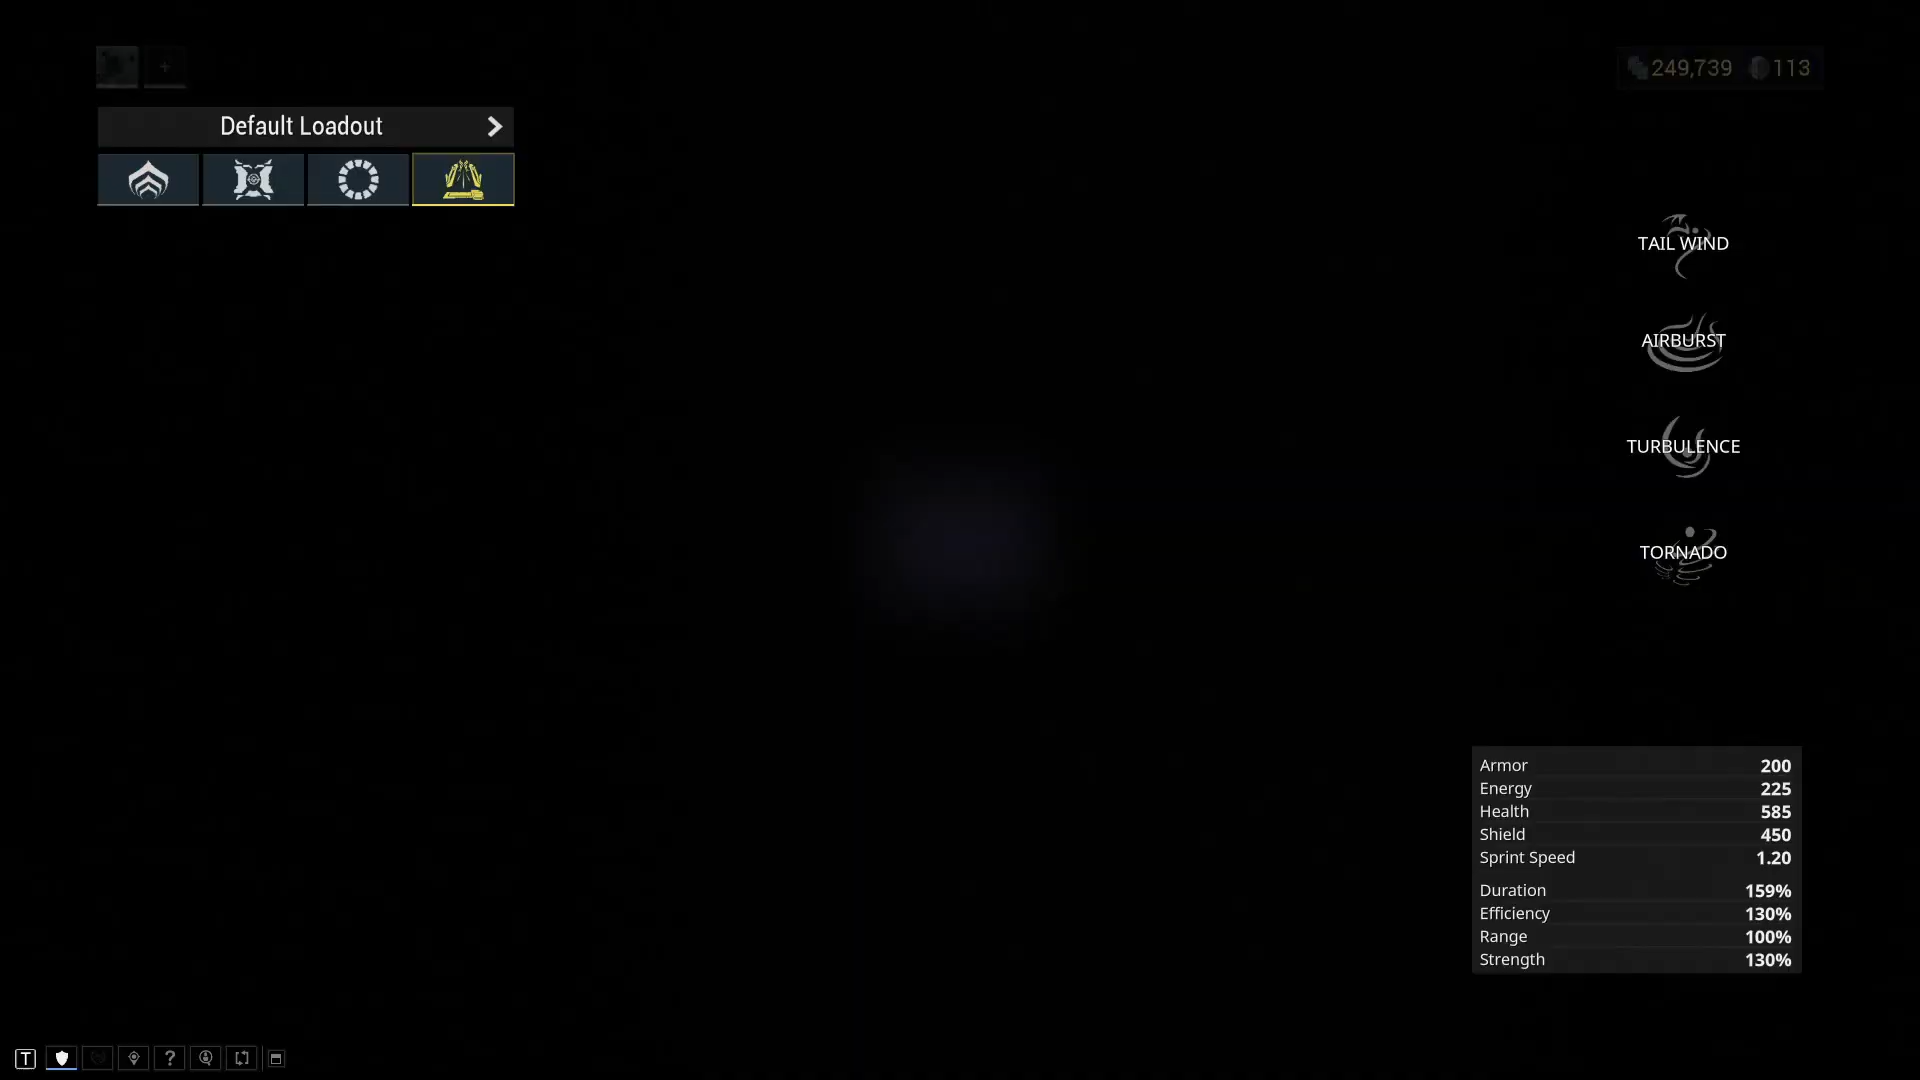 +
249,739 113
Default Loadout
TAIL WIND
AIRBURST
TURBULENCE
TORNADO
Armor 200
Energy 225
Health 585
Shield 450
Sprint Speed 1.20
Duration 159%
Efficiency 130%
Range 100%
Strength 130%
T ?